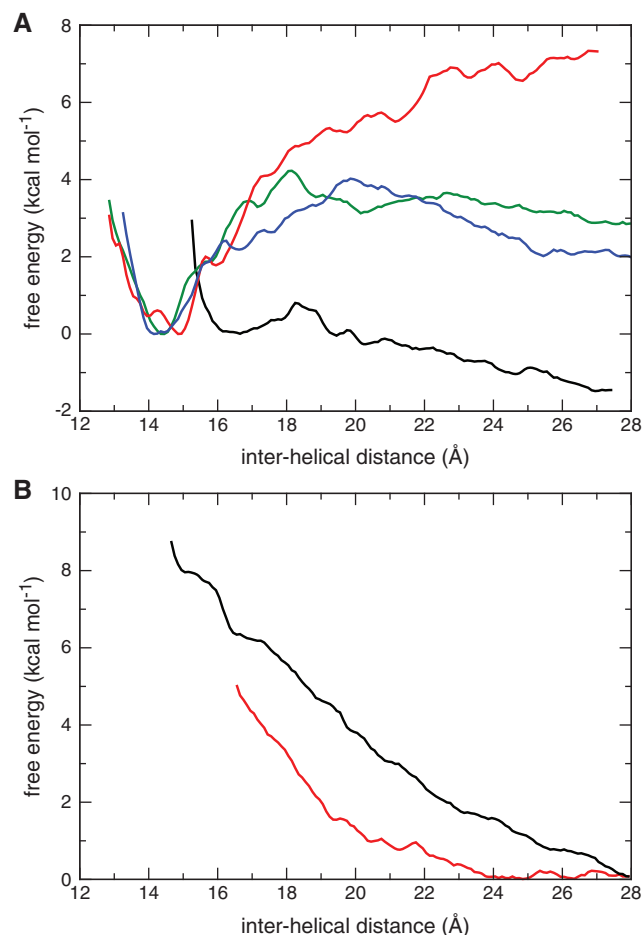 A
8
6
4
2
0
-2
free energy (kcal mol⁻¹)
12 14 16 18 20 22 24 26 28
inter-helical distance (Å)
B
10
8
6
4
2
0
free energy (kcal mol⁻¹)
12 14 16 18 20 22 24 26 28
inter-helical distance (Å)